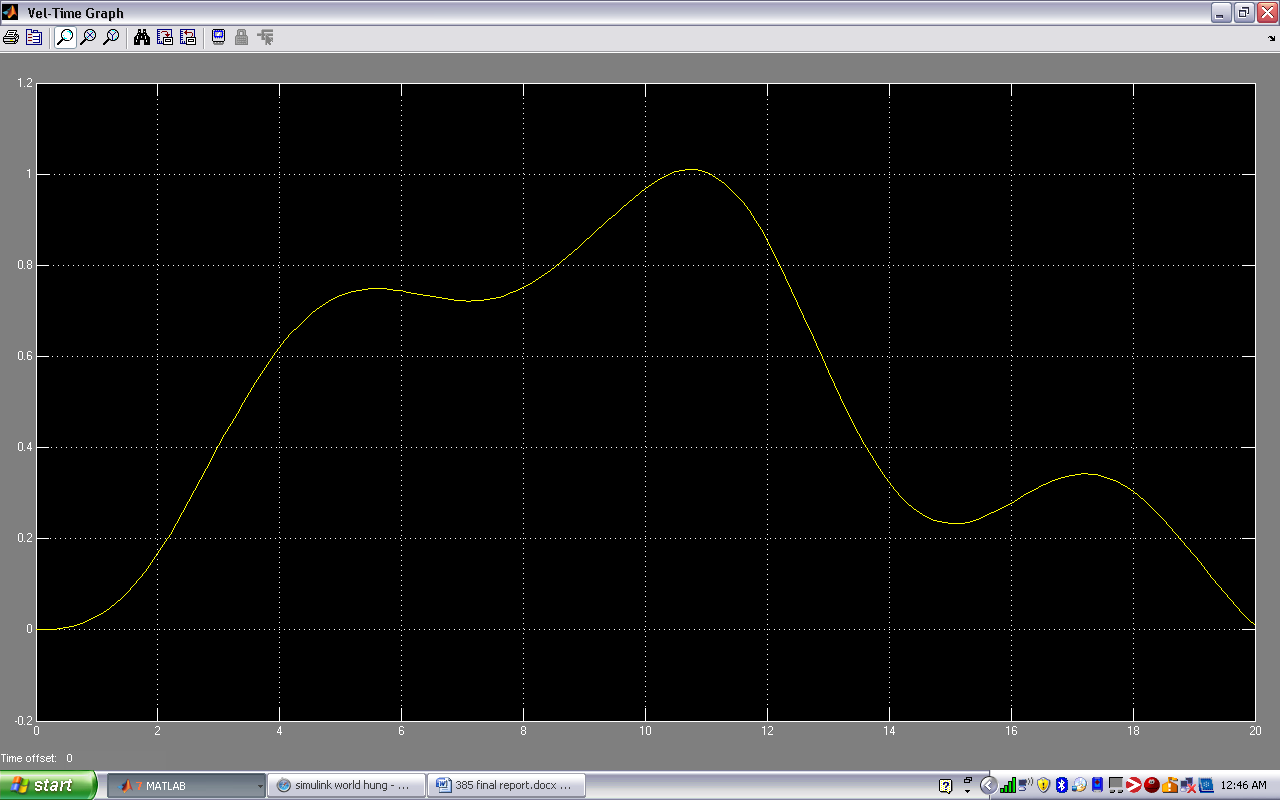 Vel-Time Graph
1.2
1
0.8
0.6
0.4
0.2
0
-0.2
0 2 4 6 8 10 12 14 16 18 20
Time offset: 0
start
7 MATLAB
simulink world hung - ...
385 final report.docx ...
12:46 AM